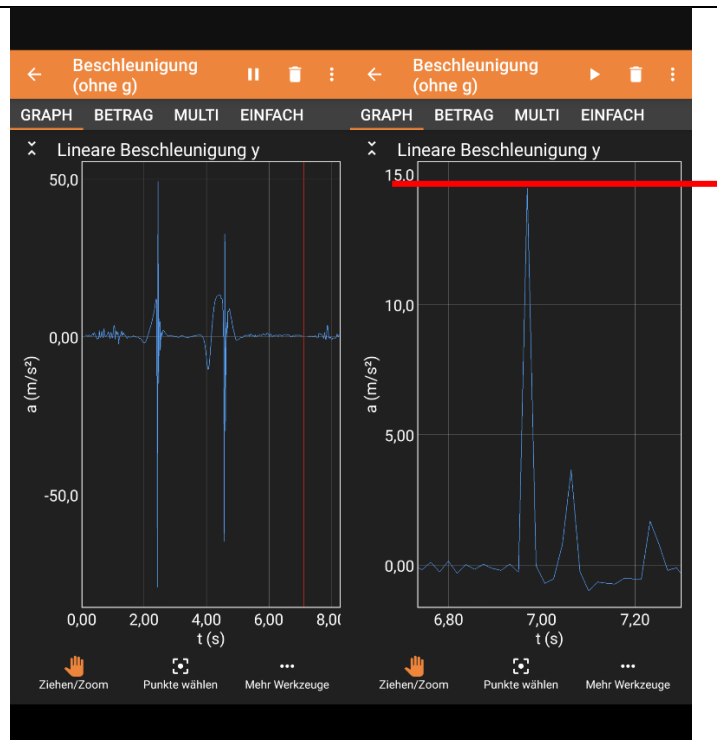 Beschleunigung
(ohne g)
GRAPH BETRAG MULTI EINFACH
Lineare Beschleunigung y
50,0
0,00
-50,0
a (m/s²)
0,00 2,00 4,00 6,00 8,0
t (s)
Ziehen/Zoom Punkte wählen Mehr Werkzeuge
Beschleunigung
(ohne g)
GRAPH BETRAG MULTI EINFACH
Lineare Beschleunigung y
15,0
10,0
5,00
0,00
a (m/s²)
6,80 7,00 7,20
t (s)
Ziehen/Zoom Punkte wählen Mehr Werkzeuge